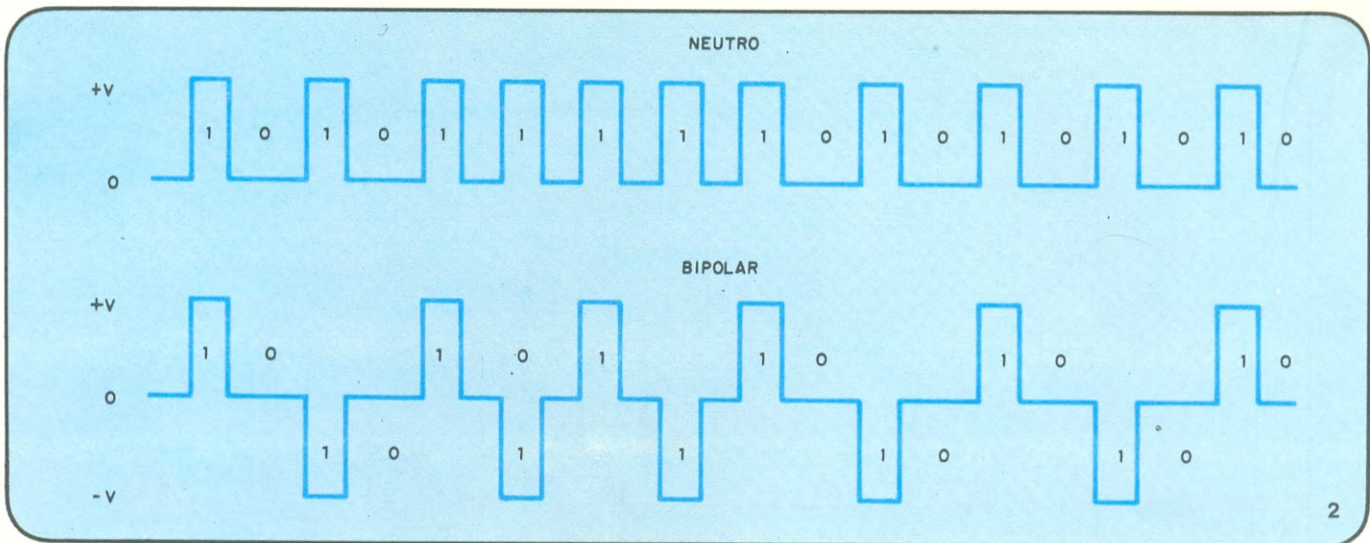 NEUTRO
+V
1 0 1 0 1 1 1 1 1 0 1 0 1 0 1 0 1 0
0
BIPOLAR
+V
1 0 1 0 1 1 0 1 0 1 0
0
1 0 1 1 1 0 1 0
-V
2